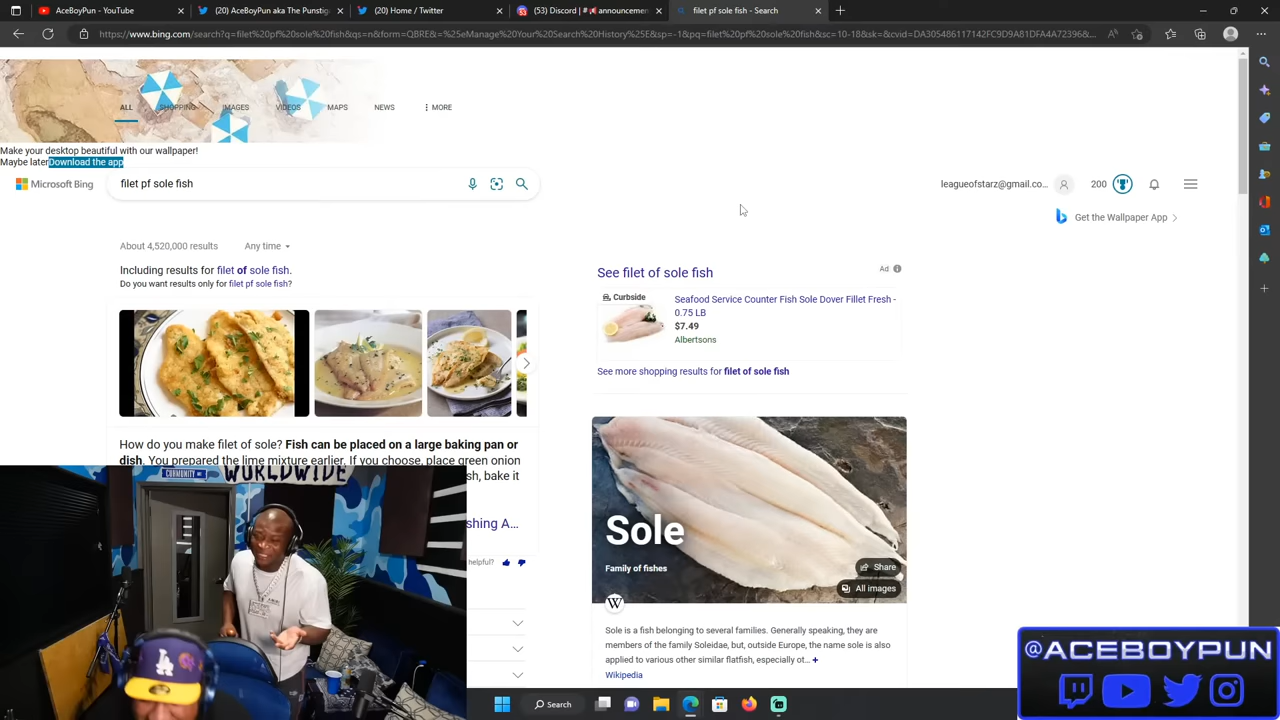 AceBoyPun - YouTube
(20) AceBoyPun aka The Punstig
(20) Home / Twitter
(53) Discord | # announcemen
filet pf sole fish - Search
https://www.bing.com/search?q=filet%20pf%20sole%20fish&qs=n&form=QBRE&=%25eManage%20Your%20Search%20History%25E&sp=-1&pq=filet%20pf%20sole%20fish&sc=10-18&sk=&cvid=DA305486117142FC9D9A81DFA4A72396&...
ALL SHOPPING IMAGES VIDEOS MAPS NEWS MORE
Make your desktop beautiful with our wallpaper!
Maybe laterDownload the app
Microsoft Bing
filet pf sole fish
leagueofstarz@gmail.co...
200
Get the Wallpaper App
About 4,520,000 results
Any time
Including results for filet of sole fish.
Do you want results only for filet pf sole fish?
How do you make filet of sole? Fish can be placed on a large baking pan or
dish. You prepared the lime mixture earlier. If you choose, place green onion
sh, bake it
shing A...
helpful?
See filet of sole fish
Ad
Curbside
Seafood Service Counter Fish Sole Dover Fillet Fresh -
0.75 LB
$7.49
Albertsons
See more shopping results for filet of sole fish
Sole
Family of fishes
Share
All images
W
Sole is a fish belonging to several families. Generally speaking, they are
members of the family Soleidae, but, outside Europe, the name sole is also
applied to various other similar flatfish, especially ot... +
Wikipedia
COMMUNITY
WORLDWIDE
LA
@ACEBOYPUN
Search